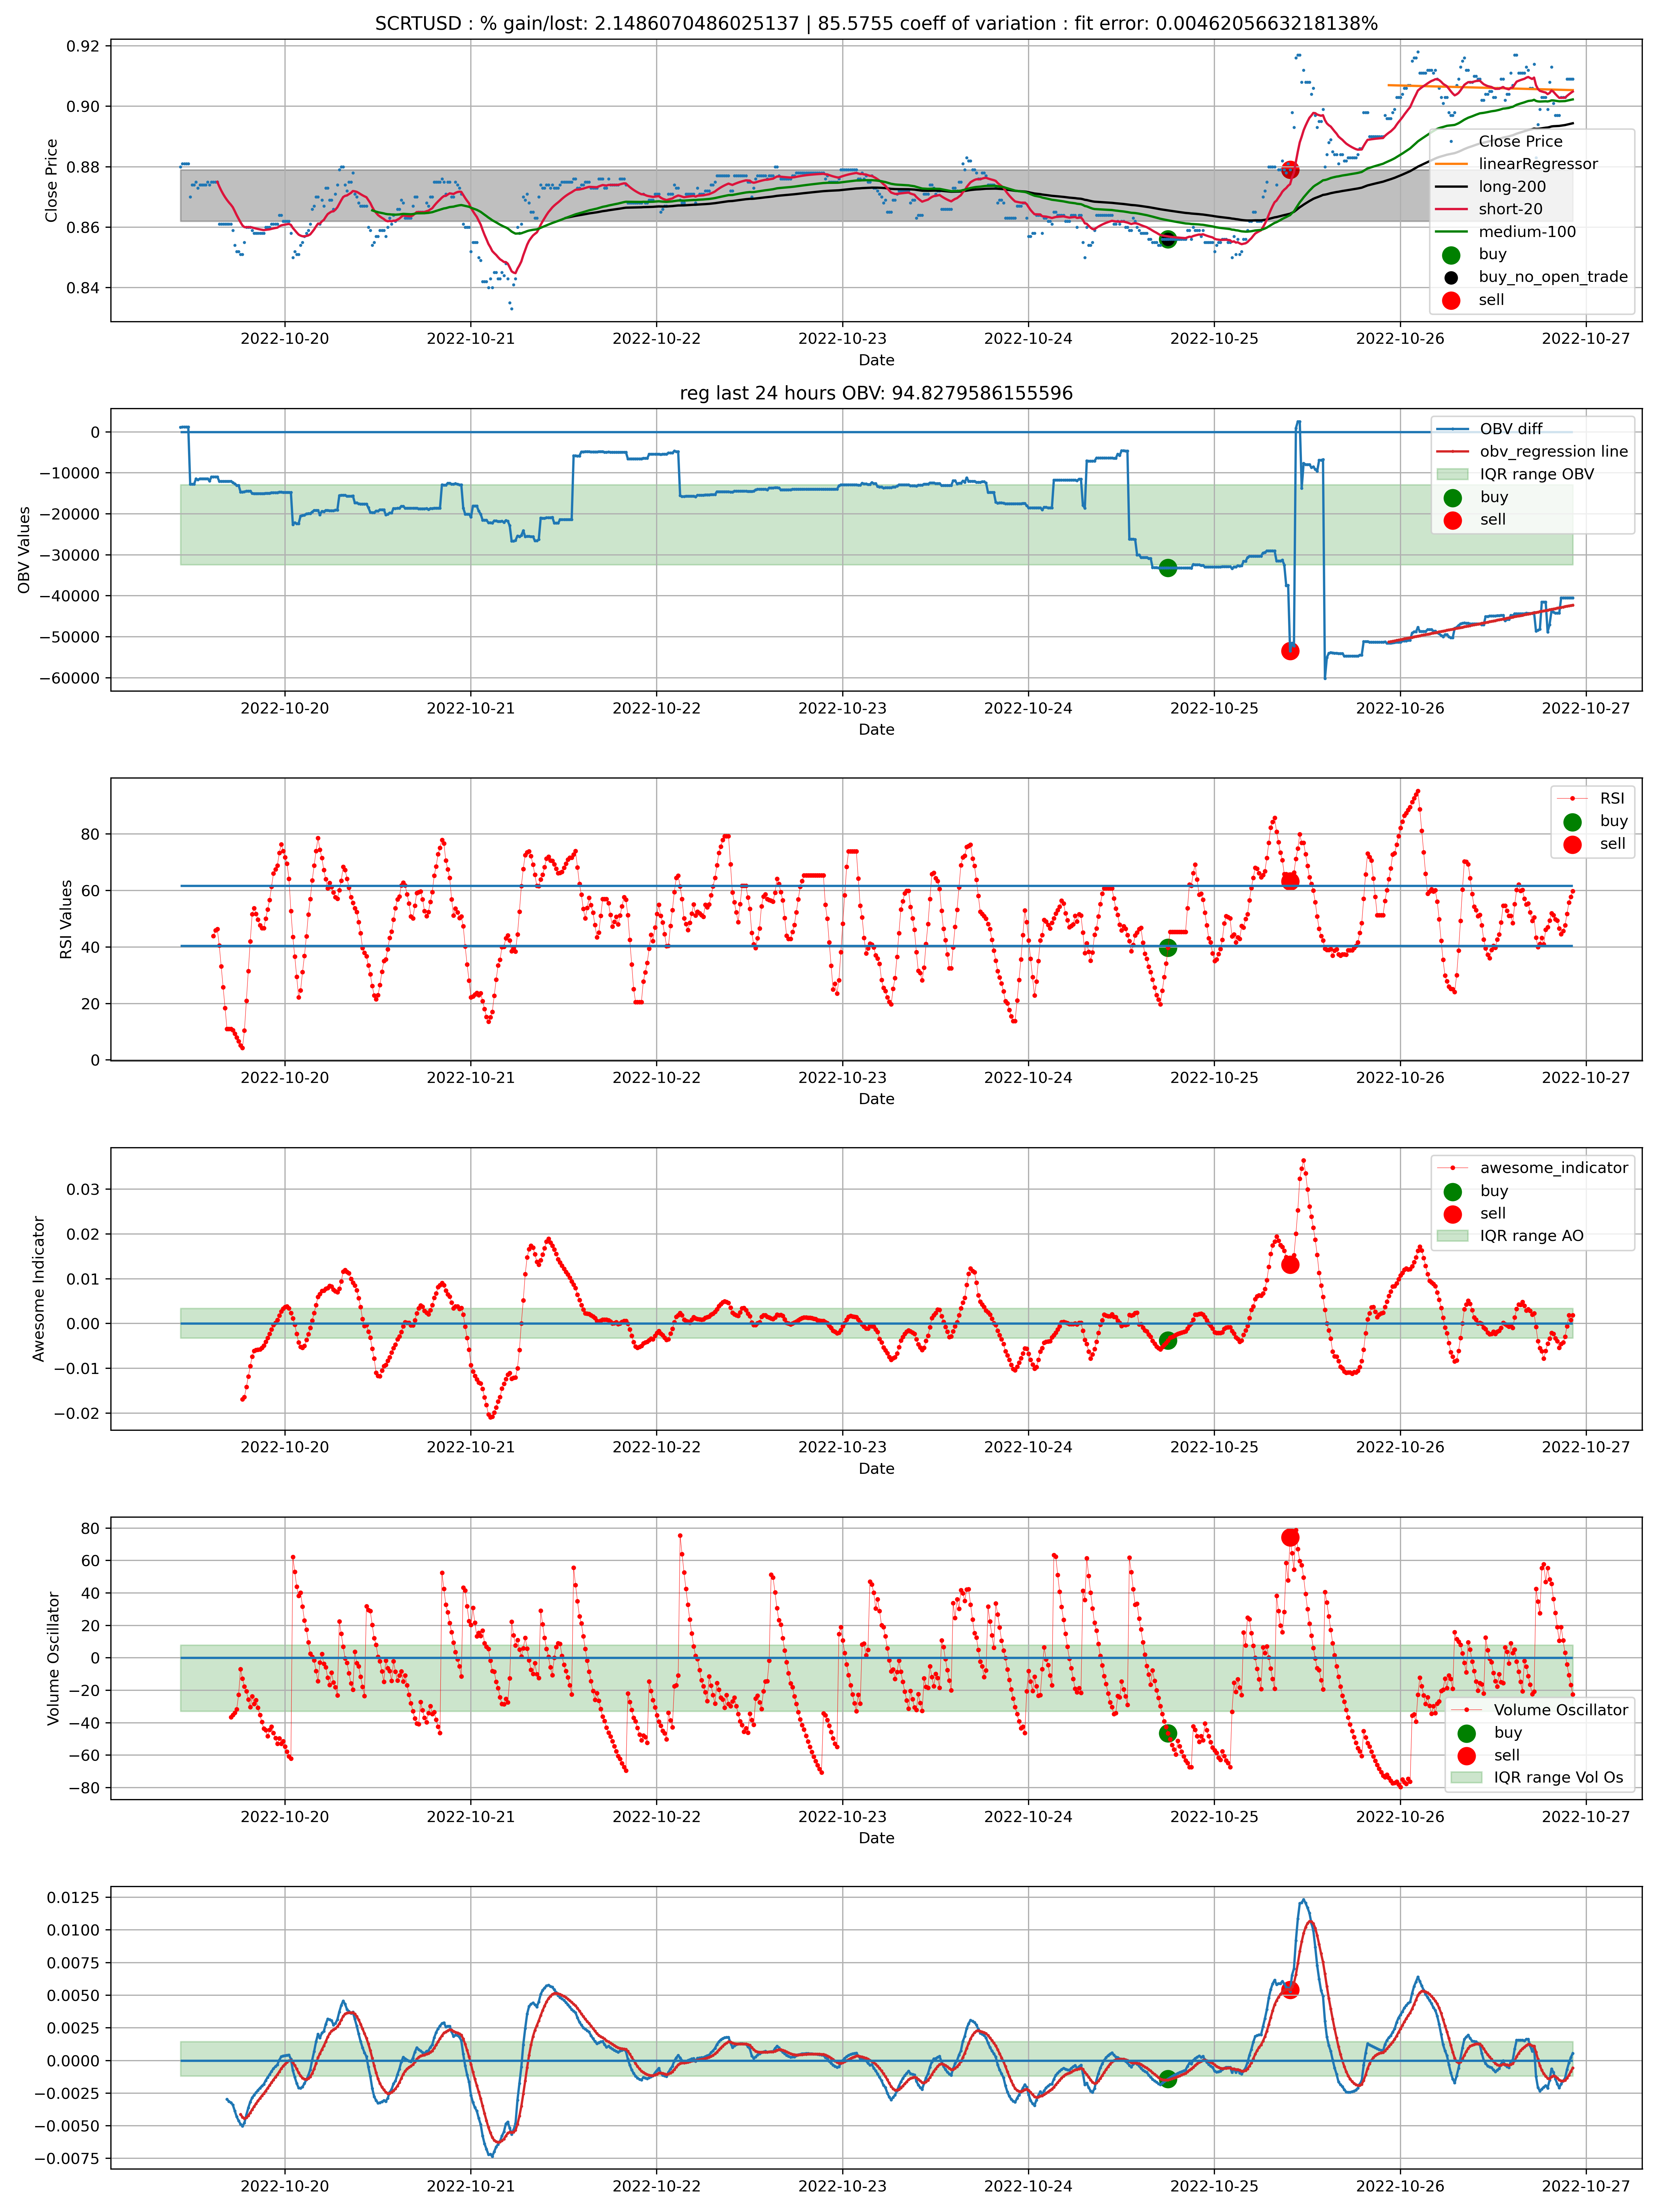 SCRTUSD : % gain/lost: 2.1486070486025137 | 85.5755 coeff of variation : fit error: 0.0046205663218138%
0.92
0.90
0.88
0.86
0.84
Close Price
Close Price
linearRegressor
long-200
short-20
medium-100
buy
buy_no_open_trade
sell
2022-10-20 2022-10-21 2022-10-22 2022-10-23 2022-10-24 2022-10-25 2022-10-26 2022-10-27
Date
reg last 24 hours OBV: 94.8279586155596
0
−10000
−20000
−30000
−40000
−50000
−60000
OBV Values
OBV diff
obv_regression line
IQR range OBV
buy
sell
2022-10-20 2022-10-21 2022-10-22 2022-10-23 2022-10-24 2022-10-25 2022-10-26 2022-10-27
Date
80
60
40
20
0
RSI Values
RSI
buy
sell
2022-10-20 2022-10-21 2022-10-22 2022-10-23 2022-10-24 2022-10-25 2022-10-26 2022-10-27
Date
0.03
0.02
0.01
0.00
−0.01
−0.02
Awesome Indicator
awesome_indicator
buy
sell
IQR range AO
2022-10-20 2022-10-21 2022-10-22 2022-10-23 2022-10-24 2022-10-25 2022-10-26 2022-10-27
Date
80
60
40
20
0
−20
−40
−60
−80
Volume Oscillator
Volume Oscillator
buy
sell
IQR range Vol Os
2022-10-20 2022-10-21 2022-10-22 2022-10-23 2022-10-24 2022-10-25 2022-10-26 2022-10-27
Date
0.0125
0.0100
0.0075
0.0050
0.0025
0.0000
−0.0025
−0.0050
−0.0075
2022-10-20 2022-10-21 2022-10-22 2022-10-23 2022-10-24 2022-10-25 2022-10-26 2022-10-27